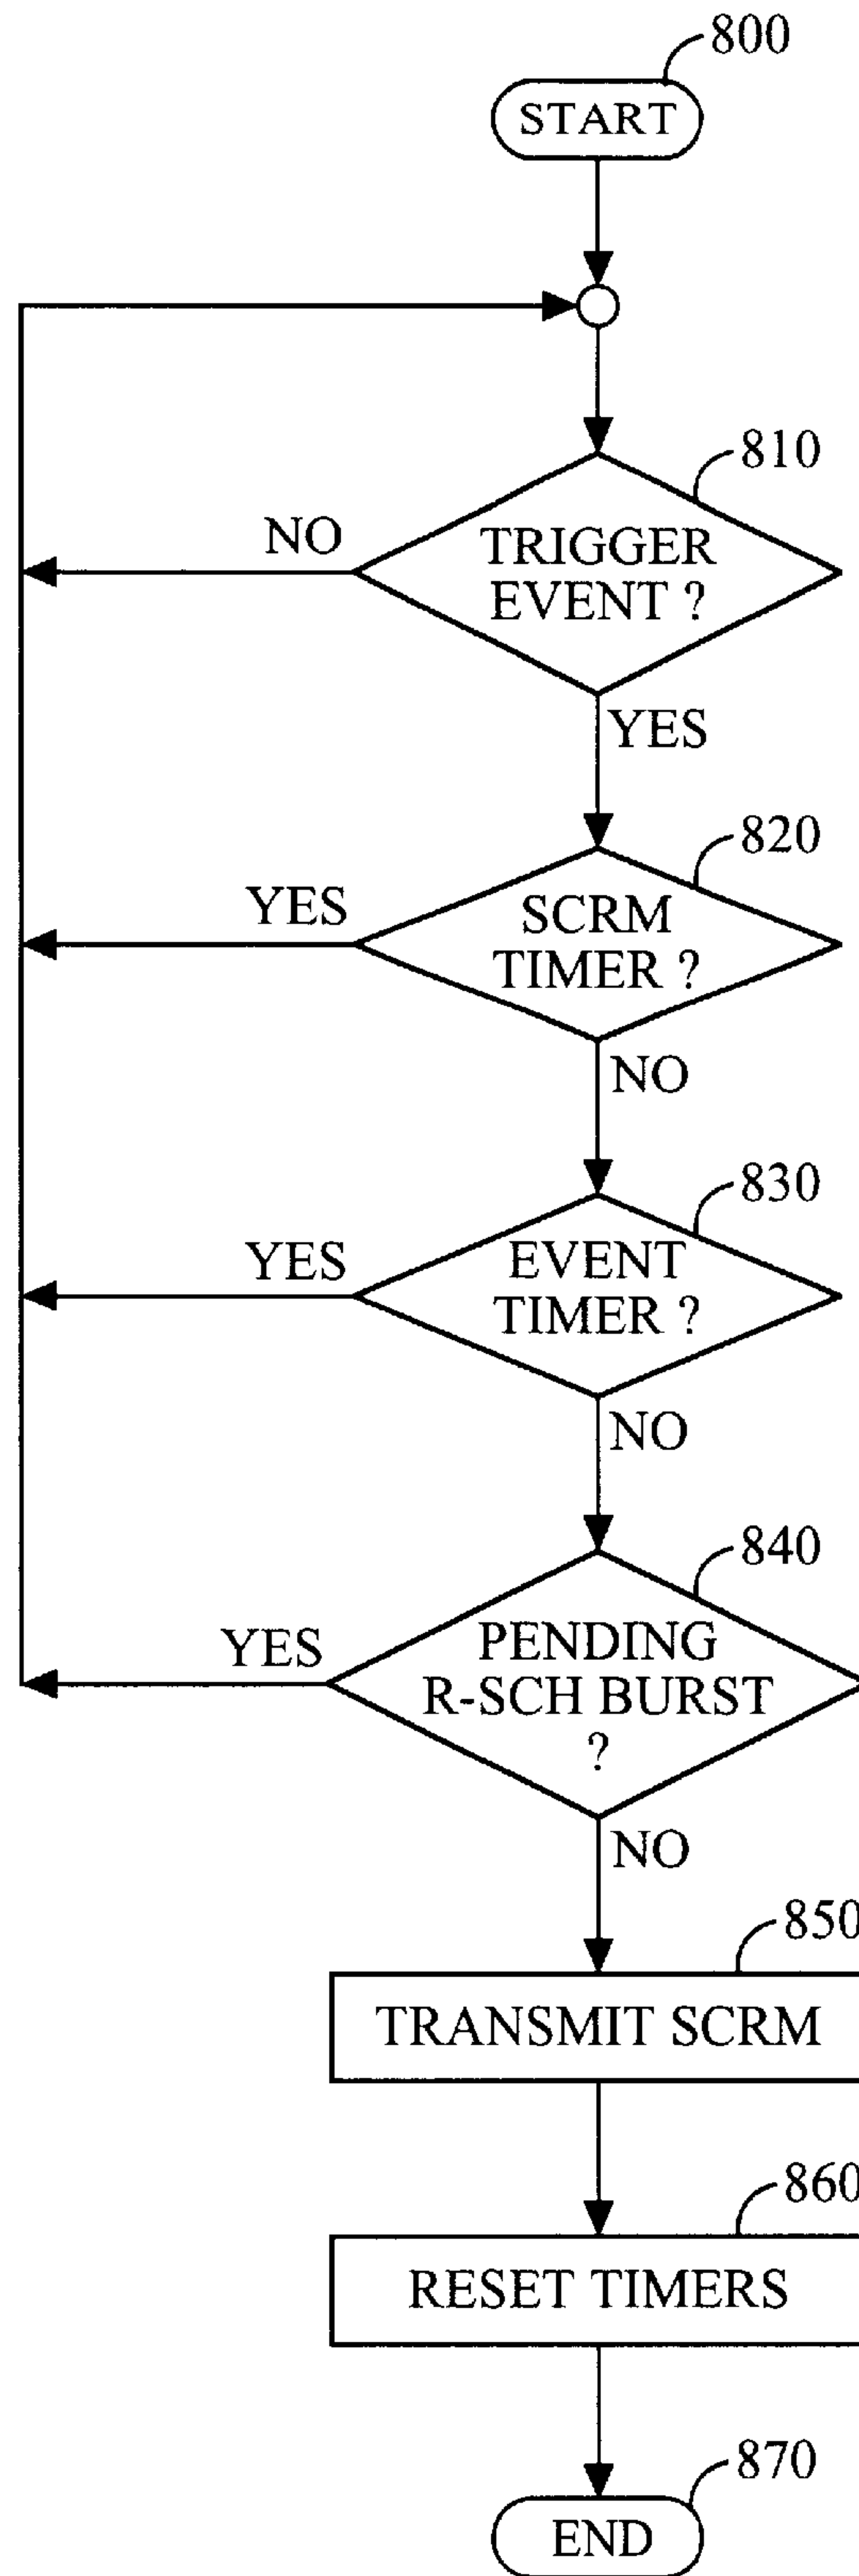 800
START
810
NO
TRIGGER
EVENT ?
YES
820
YES
SCRM
TIMER ?
NO
830
YES
EVENT
TIMER ?
NO
840
YES
PENDING
R-SCH BURST
?
NO
850
TRANSMIT SCRM
860
RESET TIMERS
870
END